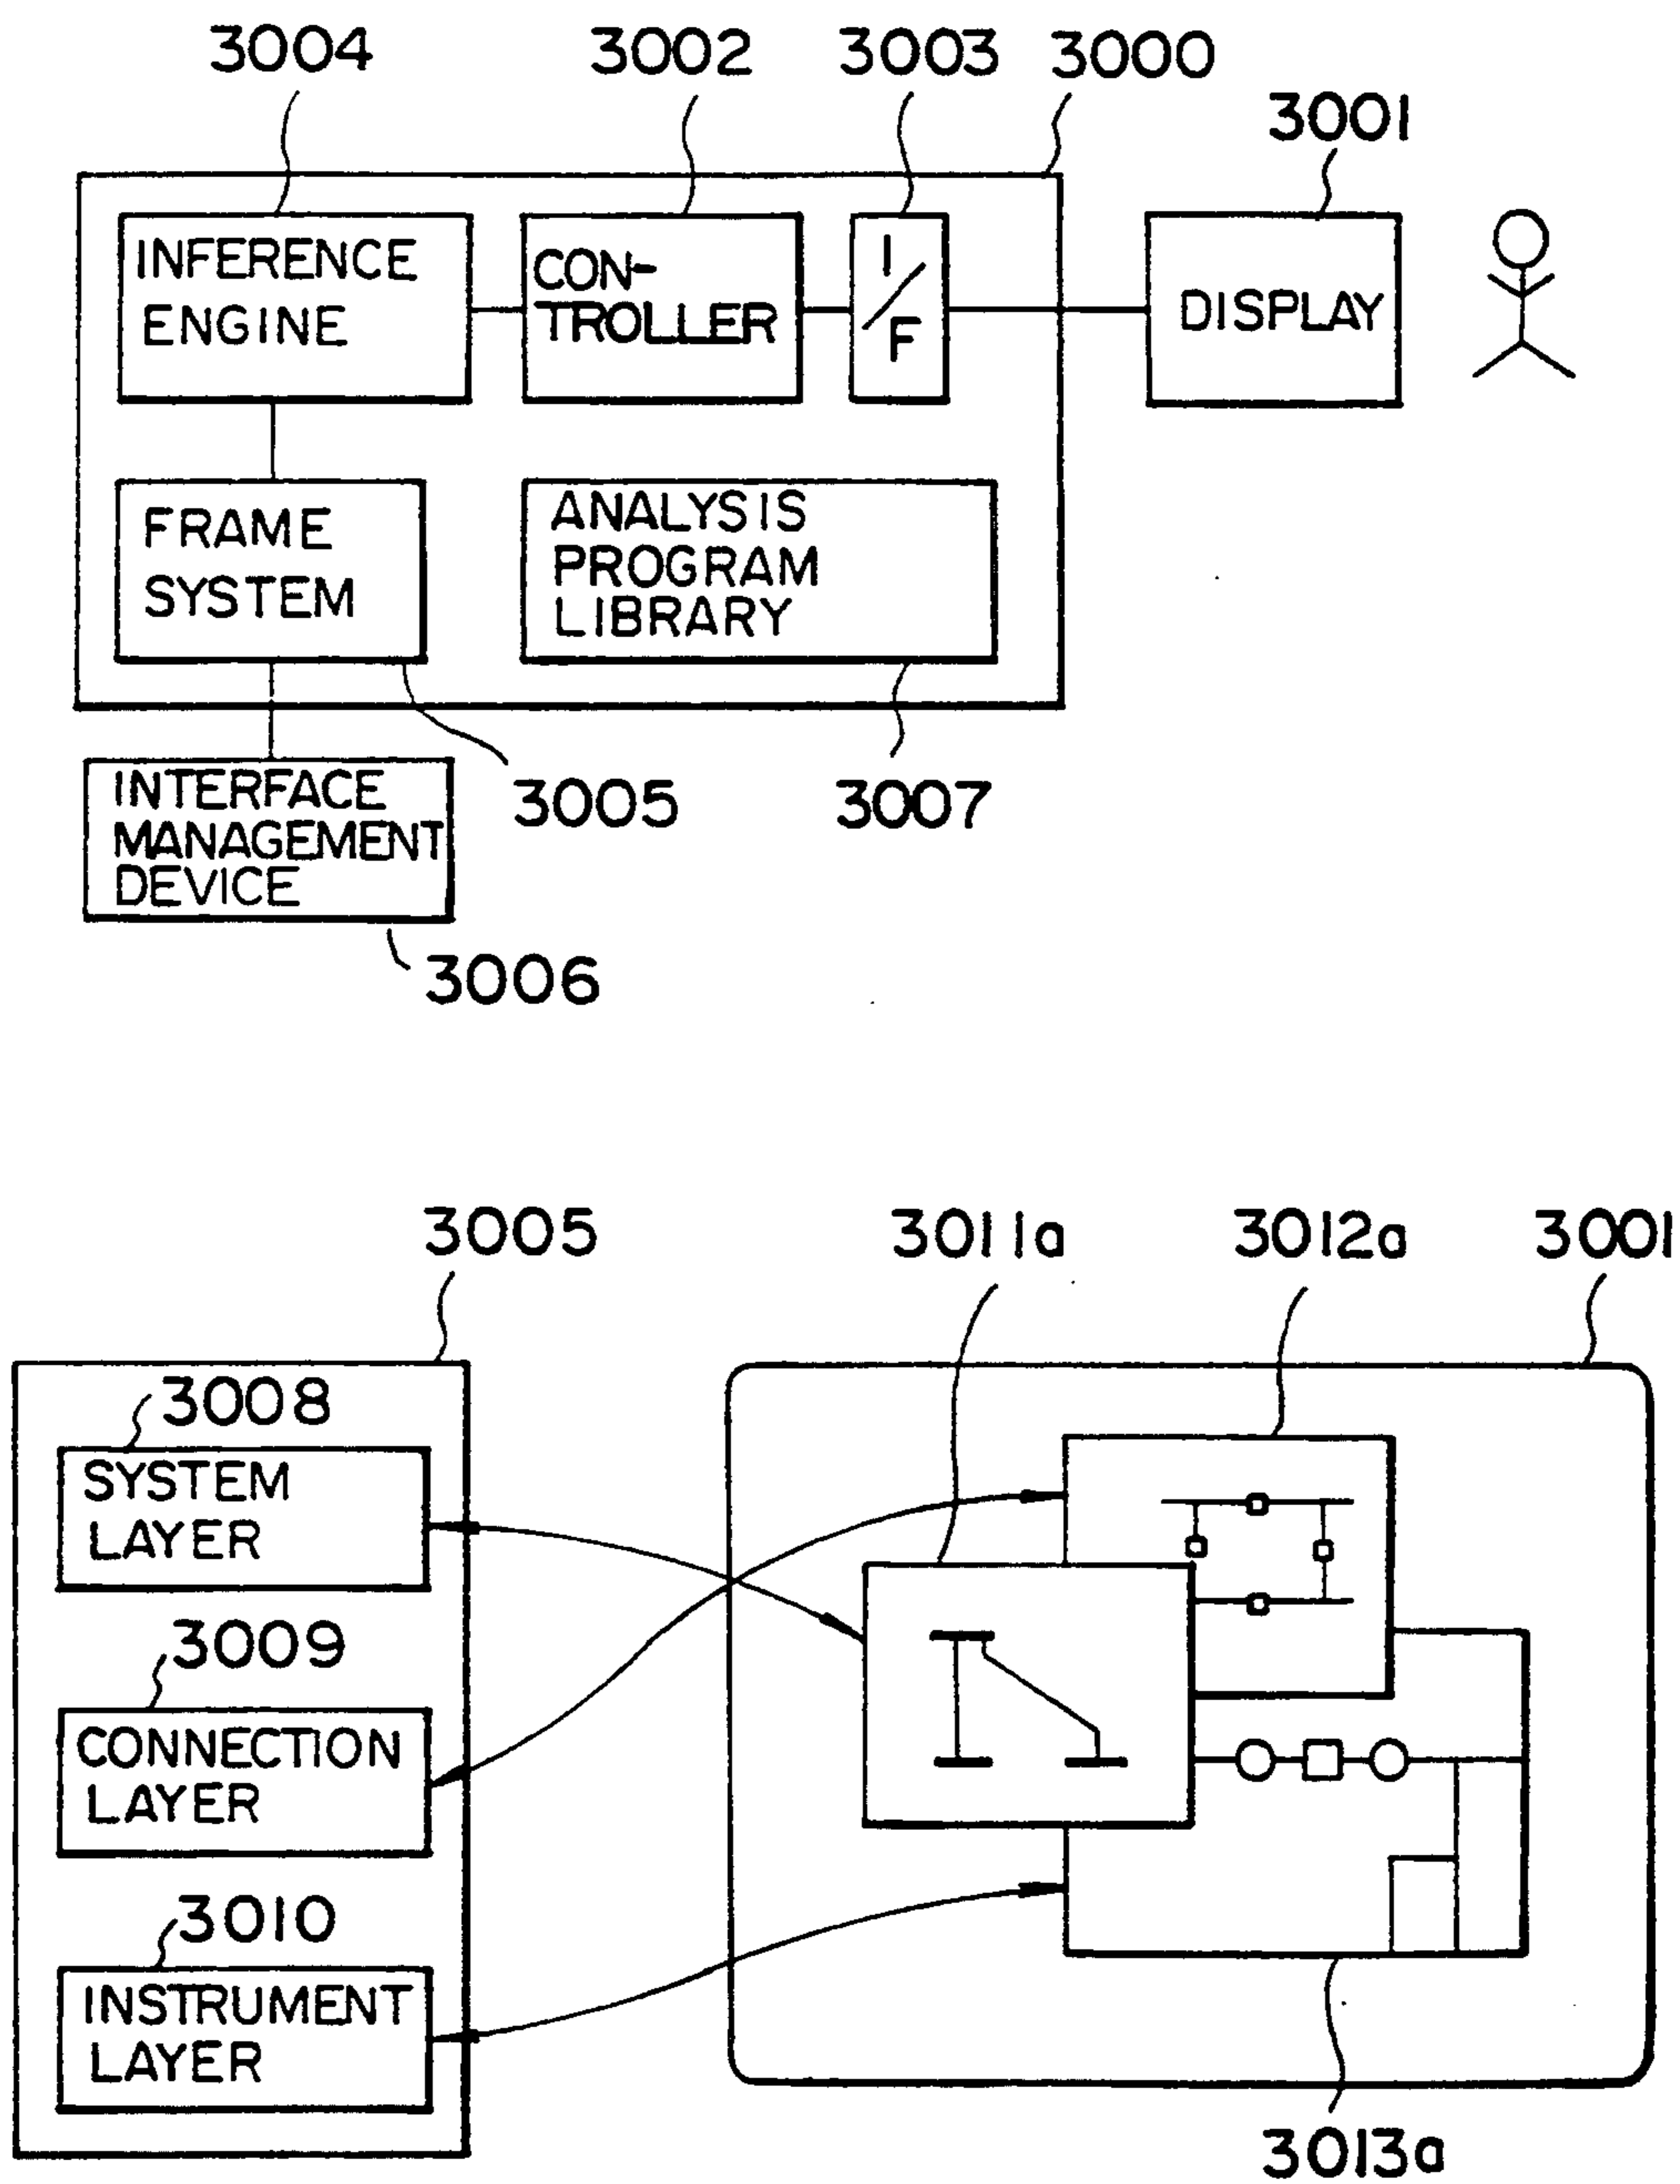 3004
3002
3003
3000
3001
INFERENCE
ENGINE
CON-
TROLLER
I/F
DISPLAY
FRAME
SYSTEM
ANALYSIS
PROGRAM
LIBRARY
INTERFACE
MANAGEMENT
DEVICE
3005
3007
3006
3005
3011a
3012a
3001
3008
SYSTEM
LAYER
3009
CONNECTION
LAYER
3010
INSTRUMENT
LAYER
3013a